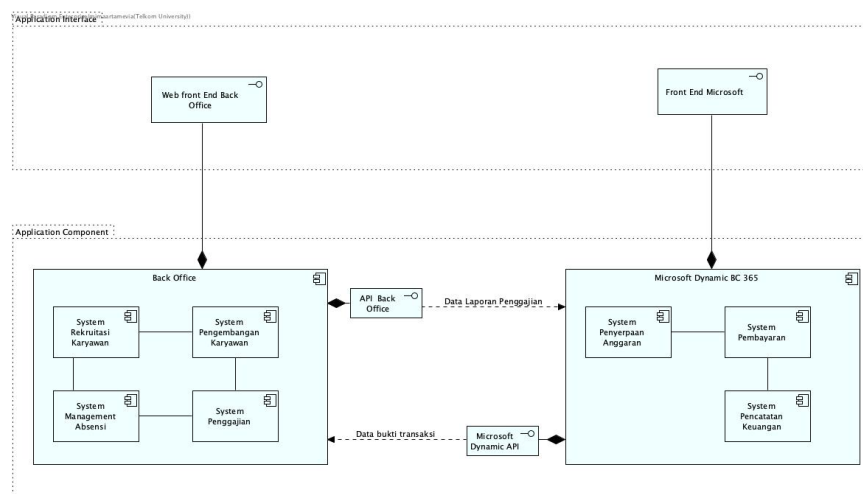 Application Interface
(Telkom University))
Web front End Back
Office
Front End Microsoft
Application Component
Back Office
Microsoft Dynamic BC 365
API Back
Office
Data Laporan Penggajian
System
Rekruitasi
Karyawan
System
Pengembangan
Karyawan
System
Penyerpaan
Anggaran
System
Pembayaran
System
Management
Absensi
System
Penggajian
System
Pencatatan
Keuangan
Data bukti transaksi
Microsoft
Dynamic API